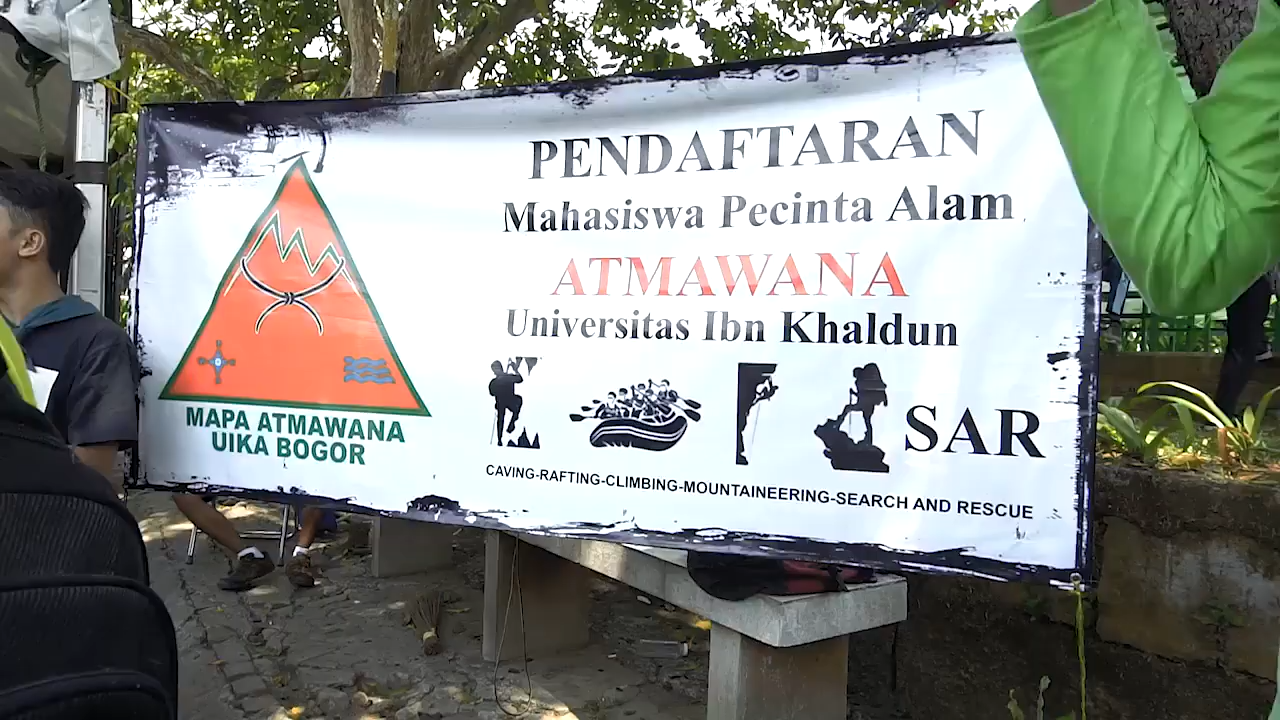 PENDAFTARAN
Mahasiswa Pecinta Alam
ATMAWANA
Universitas Ibn Khaldun
SAR
CAVING-RAFTING-CLIMBING-MOUNTAINEERING-SEARCH AND RESCUE
MAPA ATMAWANA
UIKA BOGOR